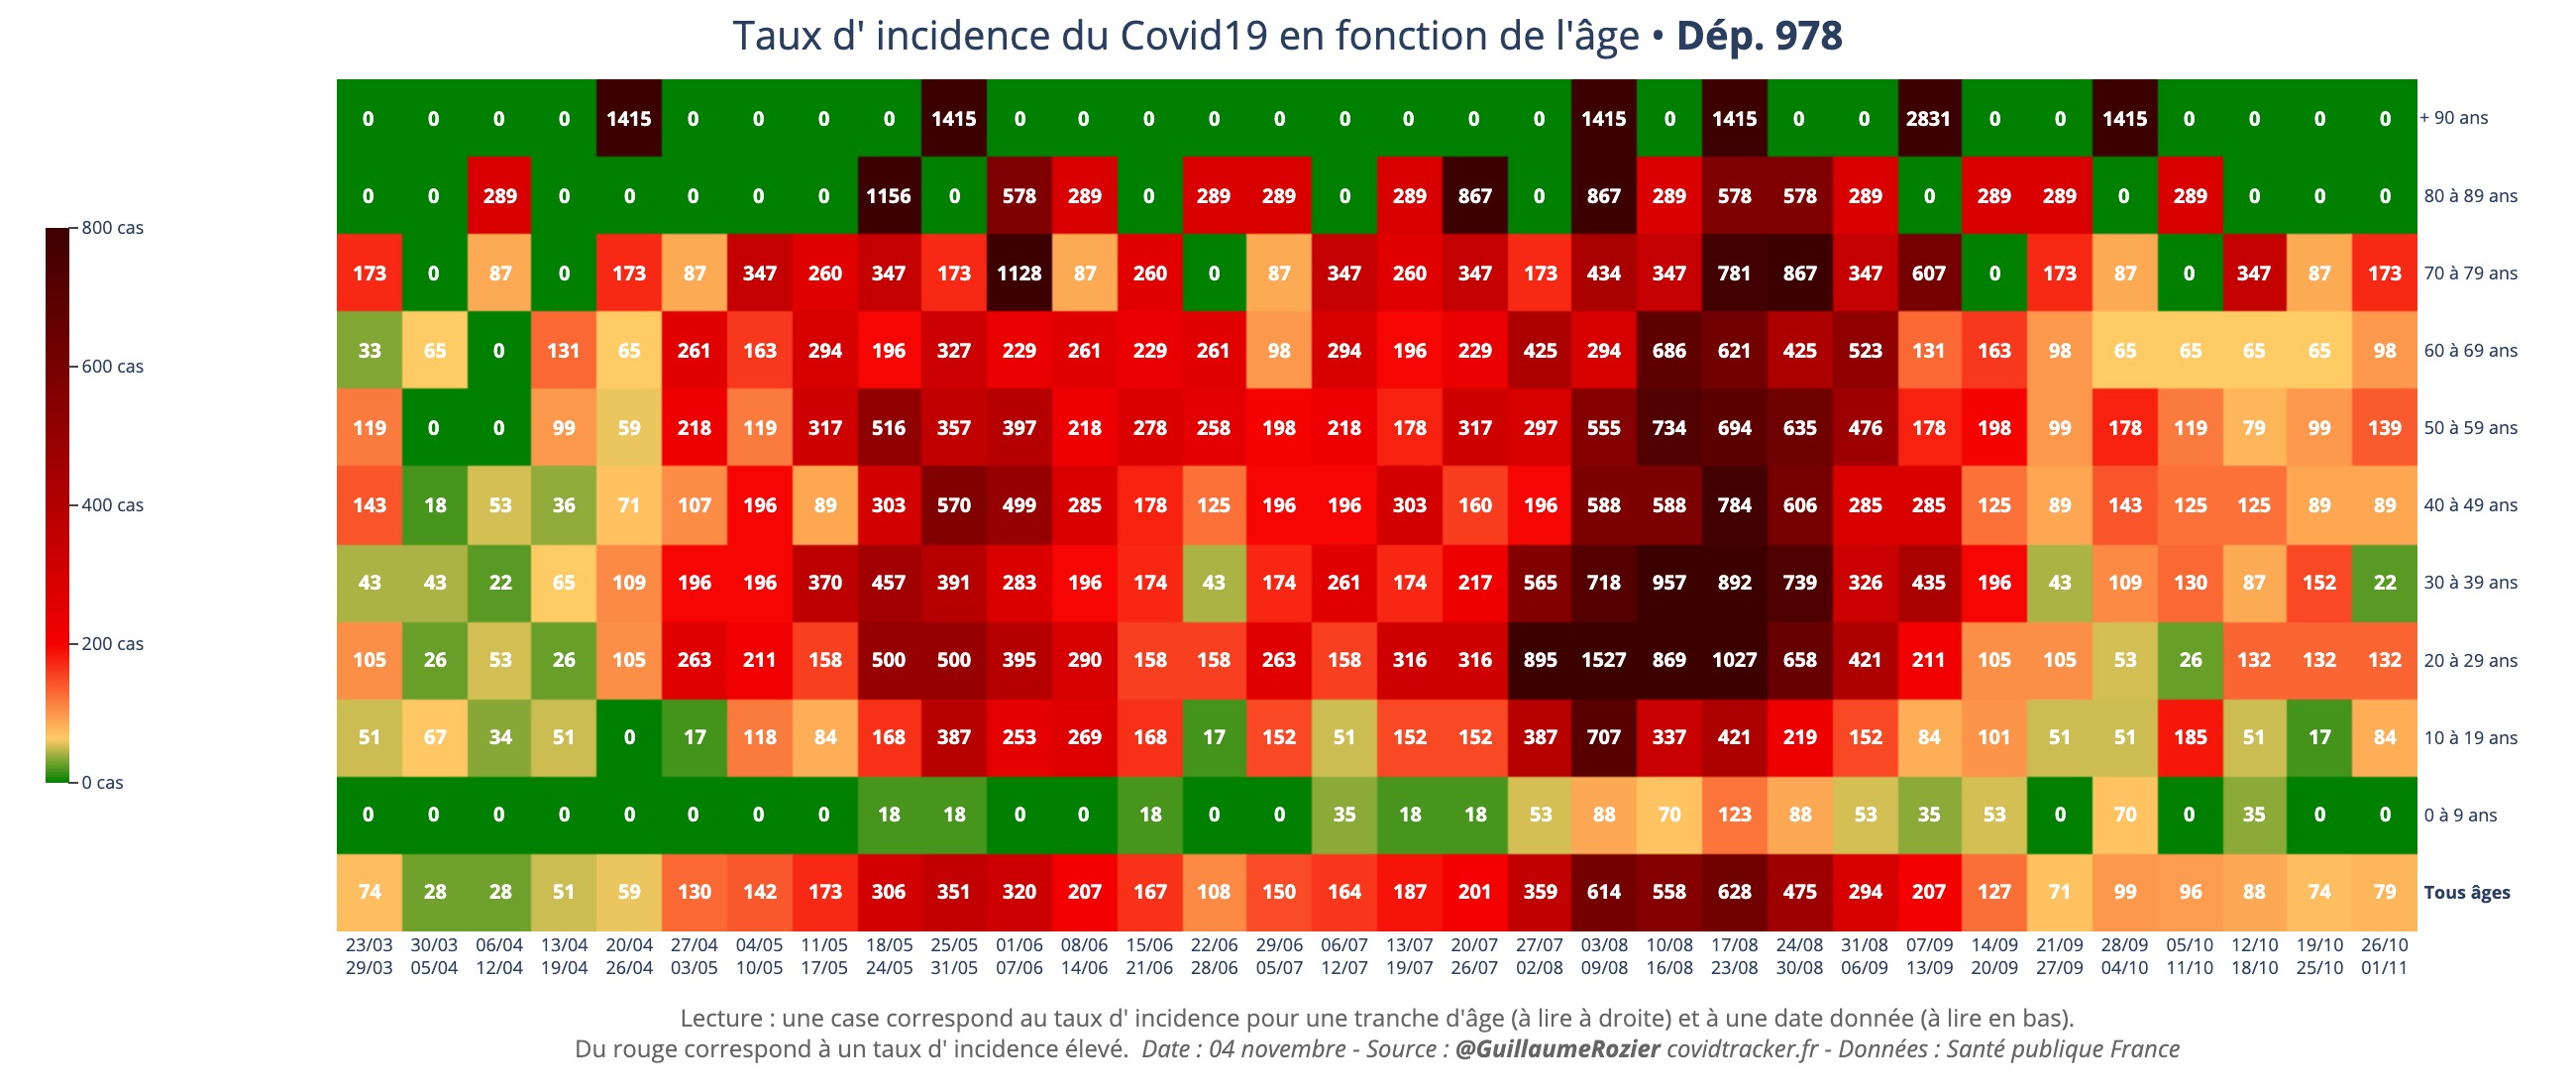 Taux d' incidence du Covid19 en fonction de l'âge • Dép. 978
0 0 0 0 1415 0 0 0 0 1415 0 0 0 0 0 0 0 0 0 1415 0 1415 0 0 2831 0 0 1415 0 0 0 0 + 90 ans
0 0 289 0 0 0 0 0 1156 0 578 289 0 289 289 0 289 867 0 867 289 578 578 289 0 289 289 0 289 0 0 0 80 à 89 ans
800 cas
173 0 87 0 173 87 347 260 347 173 1128 87 260 0 87 347 260 347 173 434 347 781 867 347 607 0 173 87 0 347 87 173 70 à 79 ans
33 65 0 131 65 261 163 294 196 327 229 261 229 261 98 294 196 229 425 294 686 621 425 523 131 163 98 65 65 65 65 98 60 à 69 ans
600 cas
119 0 0 99 59 218 119 317 516 357 397 218 278 258 198 218 178 317 297 555 734 694 635 476 178 198 99 178 119 79 99 139 50 à 59 ans
400 cas
143 18 53 36 71 107 196 89 303 570 499 285 178 125 196 196 303 160 196 588 588 784 606 285 285 125 89 143 125 125 89 89 40 à 49 ans
43 43 22 65 109 196 196 370 457 391 283 196 174 43 174 261 174 217 565 718 957 892 739 326 435 196 43 109 130 87 152 22 30 à 39 ans
200 cas
105 26 53 26 105 263 211 158 500 500 395 290 158 158 263 158 316 316 895 1527 869 1027 658 421 211 105 105 53 26 132 132 132 20 à 29 ans
51 67 34 51 0 17 118 84 168 387 253 269 168 17 152 51 152 152 387 707 337 421 219 152 84 101 51 51 185 51 17 84 10 à 19 ans
0 cas
0 0 0 0 0 0 0 0 18 18 0 0 18 0 0 35 18 18 53 88 70 123 88 53 35 53 0 70 0 35 0 0 0 à 9 ans
74 28 28 51 59 130 142 173 306 351 320 207 167 108 150 164 187 201 359 614 558 628 475 294 207 127 71 99 96 88 74 79 Tous âges
23/03 30/03 06/04 13/04 20/04 27/04 04/05 11/05 18/05 25/05 01/06 08/06 15/06 22/06 29/06 06/07 13/07 20/07 27/07 03/08 10/08 17/08 24/08 31/08 07/09 14/09 21/09 28/09 05/10 12/10 19/10 26/10
29/03 05/04 12/04 19/04 26/04 03/05 10/05 17/05 24/05 31/05 07/06 14/06 21/06 28/06 05/07 12/07 19/07 26/07 02/08 09/08 16/08 23/08 30/08 06/09 13/09 20/09 27/09 04/10 11/10 18/10 25/10 01/11
Lecture : une case correspond au taux d' incidence pour une tranche d'âge (à lire à droite) et à une date donnée (à lire en bas).
Du rouge correspond à un taux d' incidence élevé. Date : 04 novembre - Source : @GuillaumeRozier covidtracker.fr - Données : Santé publique France